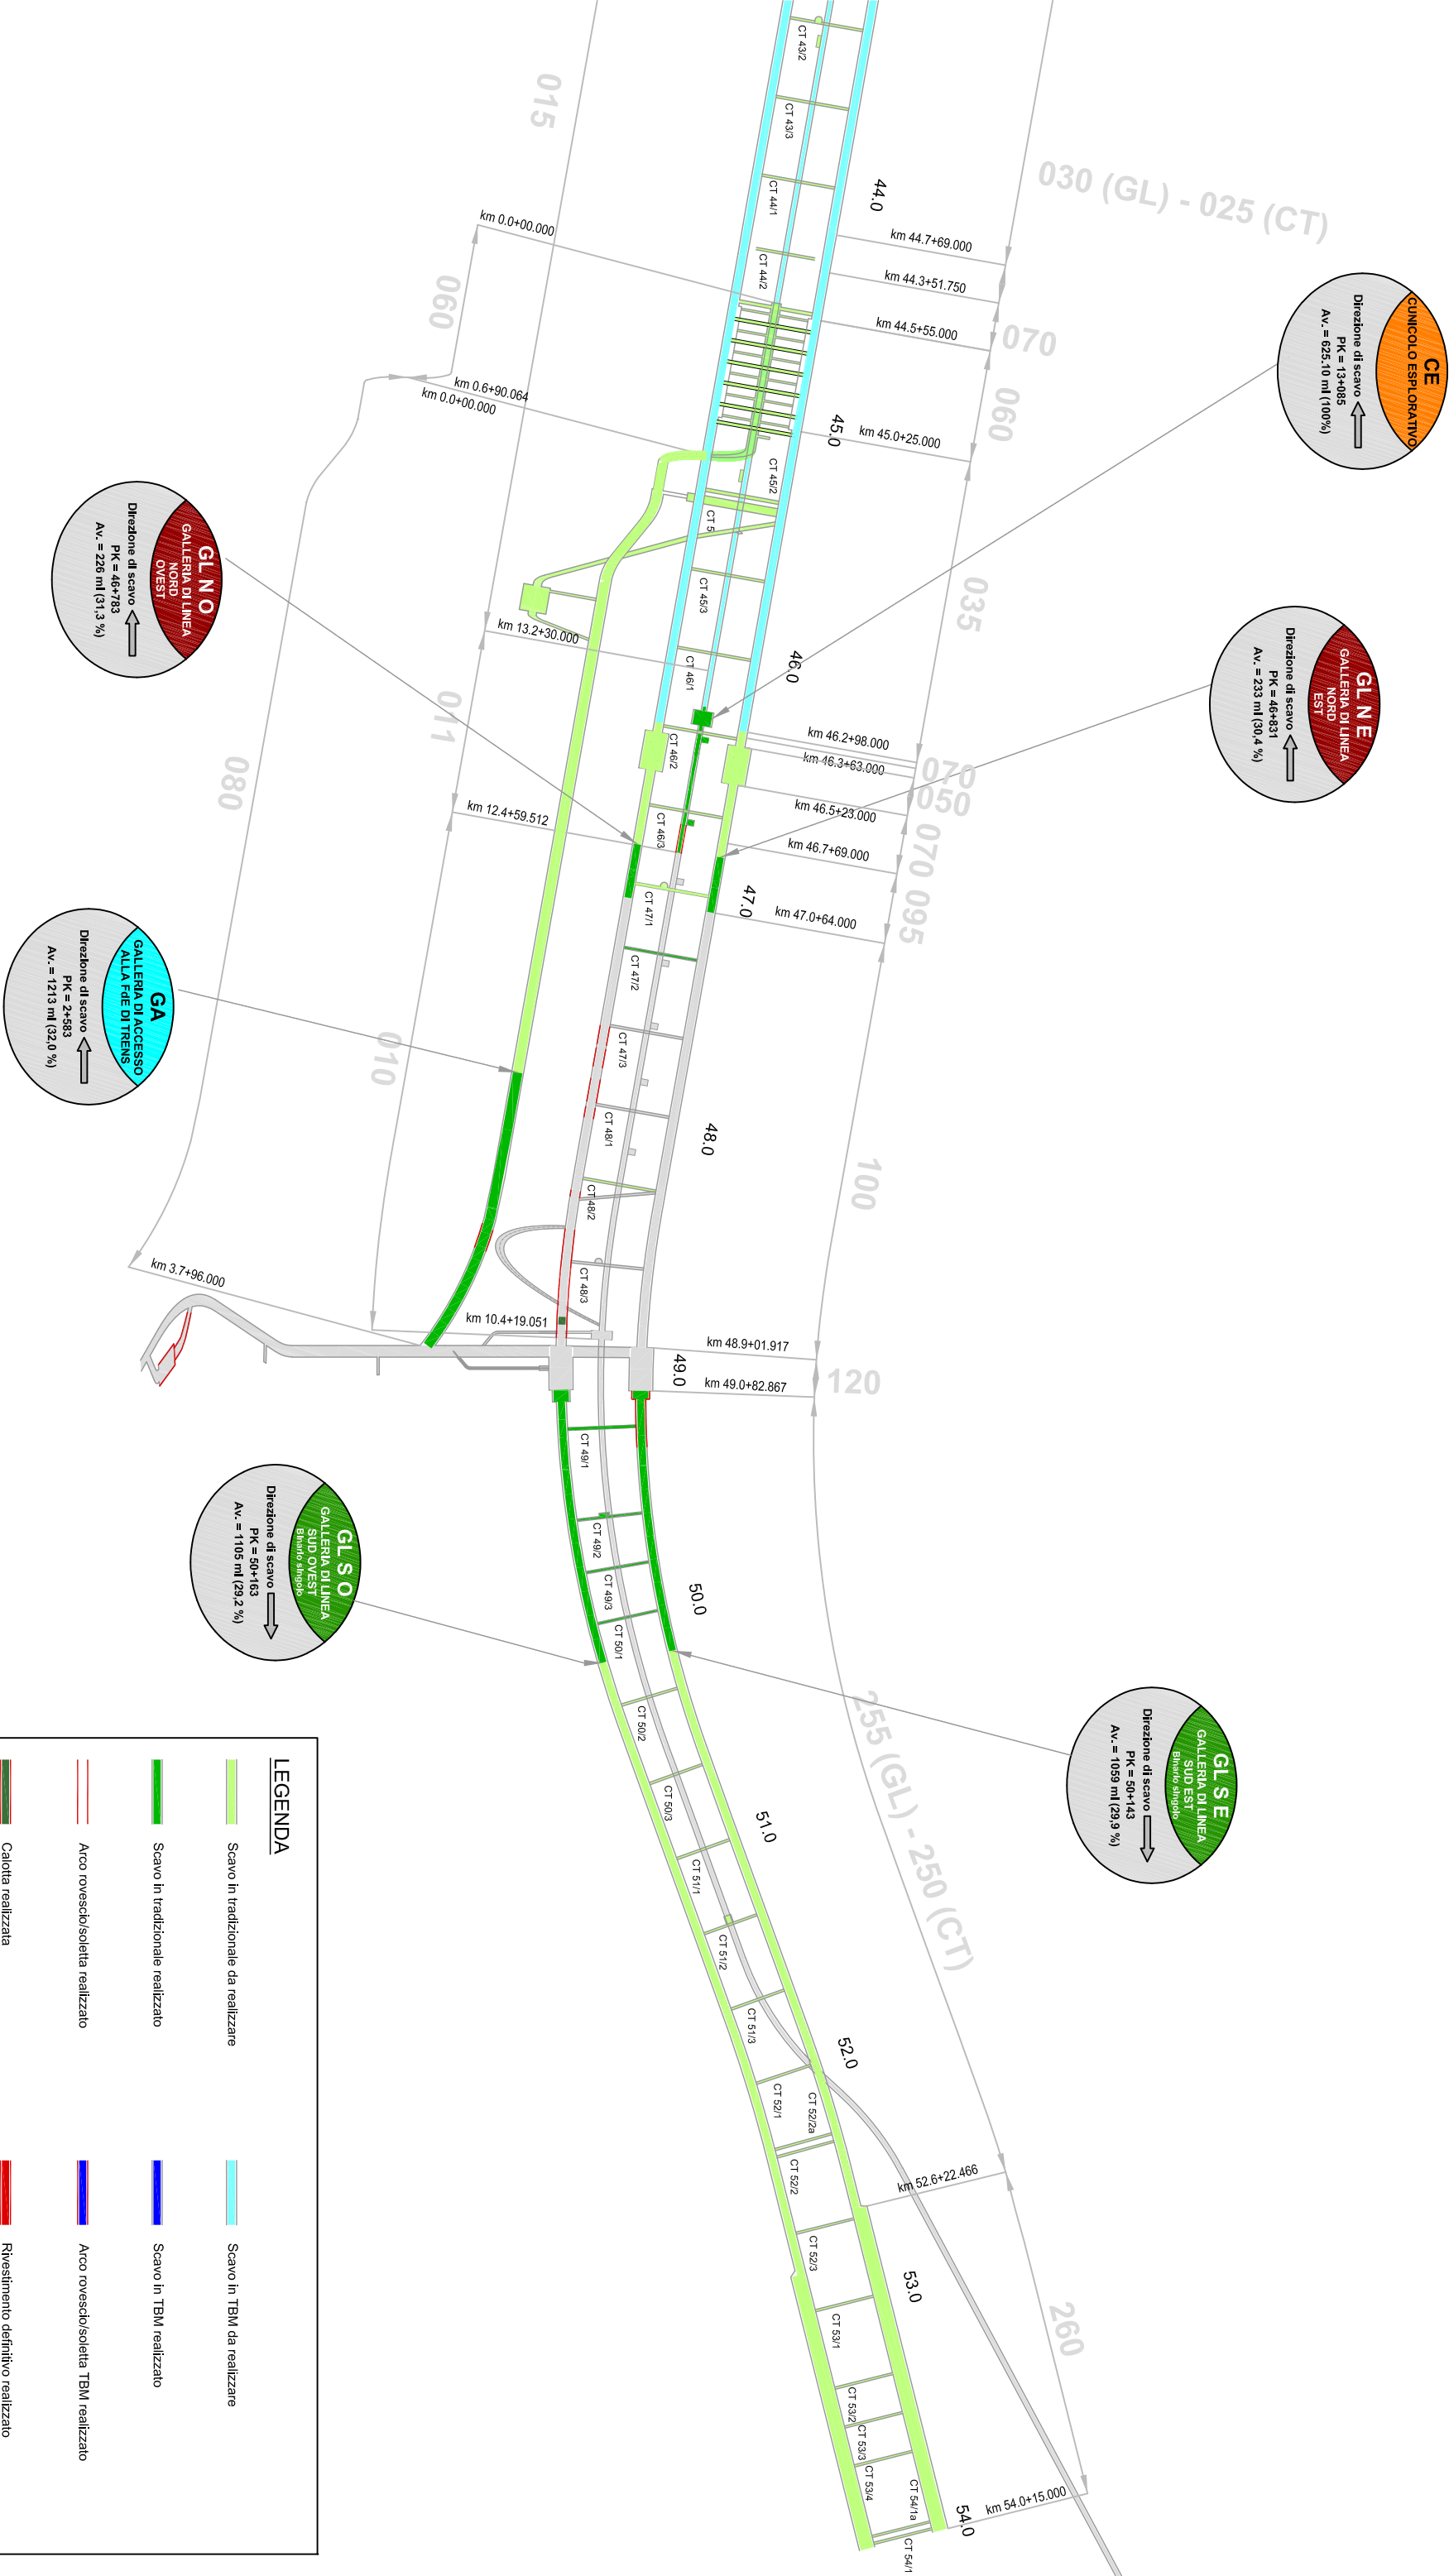 CT 43/2
CT 43/3
CT 44/1
CT 44/2
CT 45/2
CT 5
CT 45/3
CT 46/1
CT 46/2
CT 46/3
CT 47/1
CT 47/2
CT 47/3
CT 48/1
CT 48/2
CT 48/3
CT 49/1
CT 49/2
CT 49/3
CT 50/1
CT 50/2
CT 50/3
CT 51/1
CT 51/2
CT 51/3
CT 52/1
CT 52/2a
CT 52/2
CT 52/3
CT 53/1
CT 53/2
CT 53/3
CT 53/4
CT 54/1a
CT 54/1
44.0
45.0
46.0
47.0
48.0
49.0
50.0
51.0
52.0
53.0
54.0
030 (GL) - 025 (CT)
070
060
035
070
050
070
095
100
120
255 (GL) - 250 (CT)
260
km 44.7+69.000
km 44.3+51.750
km 44.5+55.000
km 45.0+25.000
km 46.2+98.000
km 46.3+63.000
km 46.5+23.000
km 46.7+69.000
km 47.0+64.000
km 48.9+01.917
km 49.0+82.867
km 52.6+22.466
km 54.0+15.000
015
060
011
080
010
km 0.0+00.000
km 0.6+90.064
km 0.0+00.000
km 13.2+30.000
km 12.4+59.512
km 10.4+19.051
km 3.7+96.000
CE
CUNICOLO ESPLORATIVO
Direzione di scavo
PK = 13+085
Av. = 625.10 ml (100%)
GL N E
GALLERIA DI LINEA
NORD
EST
Direzione di scavo
PK = 46+831
Av. = 233 ml (30,4 %)
GL N O
GALLERIA DI LINEA
NORD
OVEST
Direzione di scavo
PK = 46+783
Av. = 226 ml (31,3 %)
GA
GALLERIA DI ACCESSO
ALLA FdE DI TRENS
Direzione di scavo
PK = 2+583
Av. = 1213 ml (32,0 %)
GL S O
GALLERIA DI LINEA
SUD OVEST
Binario singolo
Direzione di scavo
PK = 50+163
Av. = 1105 ml (29,2 %)
GL S E
GALLERIA DI LINEA
SUD EST
Binario singolo
Direzione di scavo
PK = 50+143
Av. = 1059 ml (29,9 %)
LEGENDA
Scavo in tradizionale da realizzare
Scavo in tradizionale realizzato
Arco rovescio/soletta realizzato
Calotta realizzata
Scavo in TBM da realizzare
Scavo in TBM realizzato
Arco rovescio/soletta TBM realizzato
Rivestimento definitivo realizzato